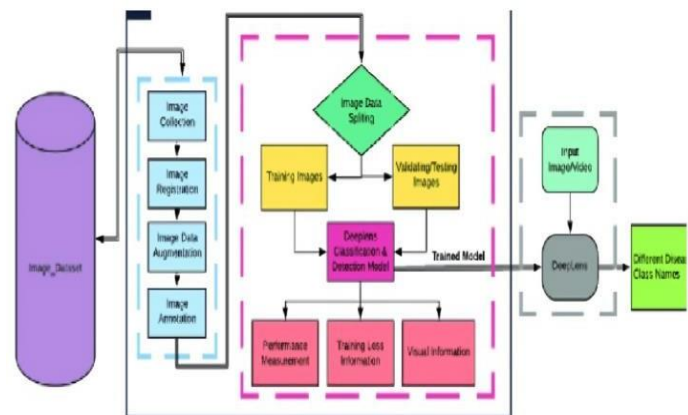 Image_Dataset
Image
Collection
Image
Registration
Image Data
Augmentation
Image
Annotation
Image Data
Spliting
Training Images
Validating/Testing
Images
Deeplens
Classification &
Detection Model
Trained Model
Performance
Measurement
Training Loss
Information
Visual Information
Input
Image/Video
DeepLens
Different Disea
Class Names